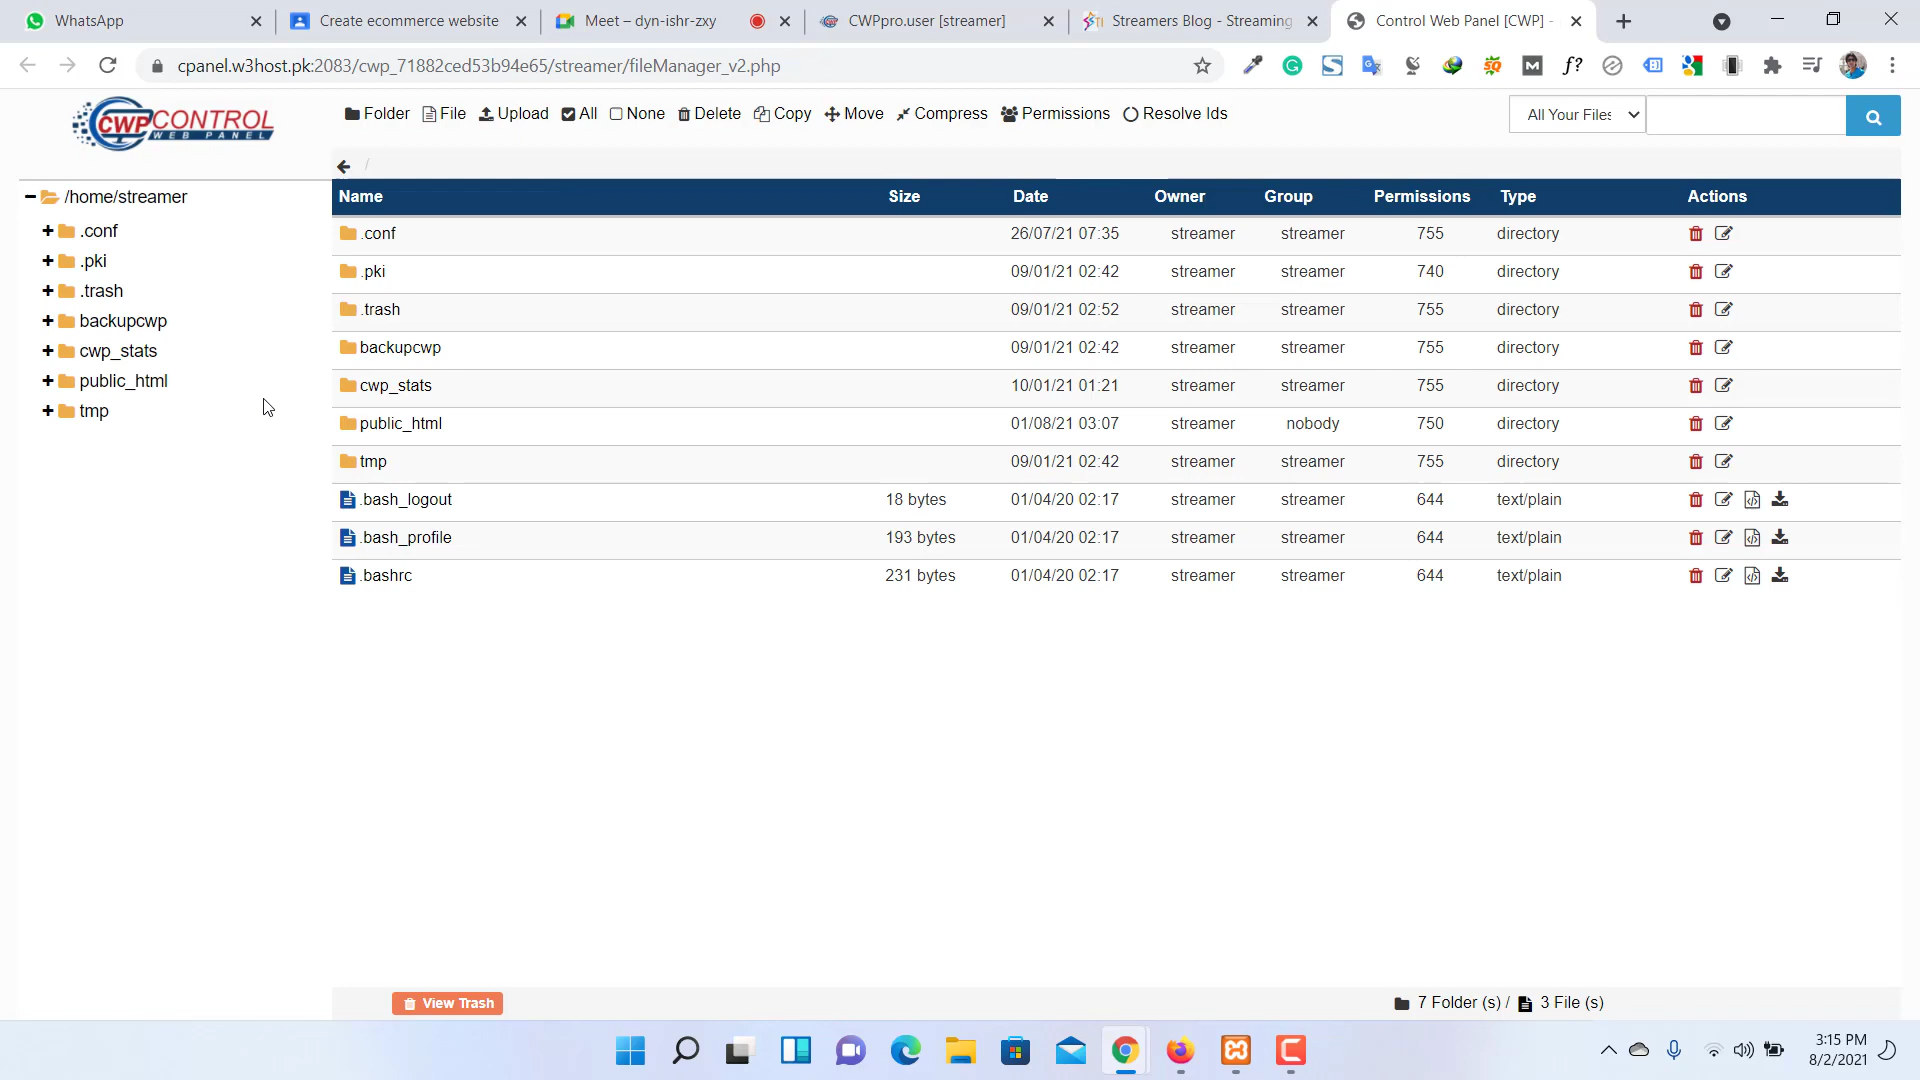 WhatsApp
Create ecommerce website
Meet – dyn-ishr-zxy
CWPpro.user [streamer]
Streamers Blog - Streaming
Control Web Panel [CWP] -
cpanel.w3host.pk:2083/cwp_71882ced53b94e65/streamer/fileManager_v2.php
CWPCONTROL
WEB PANEL
Folder File Upload All None Delete Copy Move Compress Permissions Resolve Ids
All Your Files
/
/home/streamer
.conf
.pki
.trash
backupcwp
cwp_stats
public_html
tmp
Name Size Date Owner Group Permissions Type Actions
.conf 26/07/21 07:35 streamer streamer 755 directory
.pki 09/01/21 02:42 streamer streamer 740 directory
.trash 09/01/21 02:52 streamer streamer 755 directory
backupcwp 09/01/21 02:42 streamer streamer 755 directory
cwp_stats 10/01/21 01:21 streamer streamer 755 directory
public_html 01/08/21 03:07 streamer nobody 750 directory
tmp 09/01/21 02:42 streamer streamer 755 directory
.bash_logout 18 bytes 01/04/20 02:17 streamer streamer 644 text/plain
.bash_profile 193 bytes 01/04/20 02:17 streamer streamer 644 text/plain
.bashrc 231 bytes 01/04/20 02:17 streamer streamer 644 text/plain
View Trash
7 Folder (s) / 3 File (s)
3:15 PM
8/2/2021